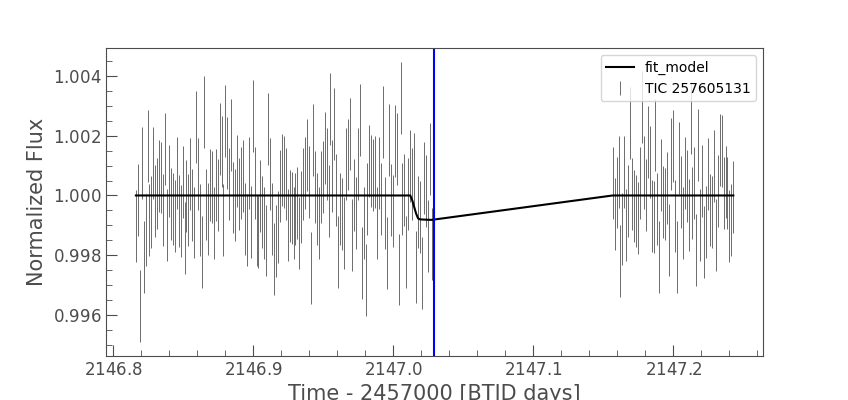 fit_model
TIC 257605131
1.004
1.002
1.000
0.998
0.996
Normalized Flux
2146.8 2146.9 2147.0 2147.1 2147.2
Time - 2457000 [BTJD days]